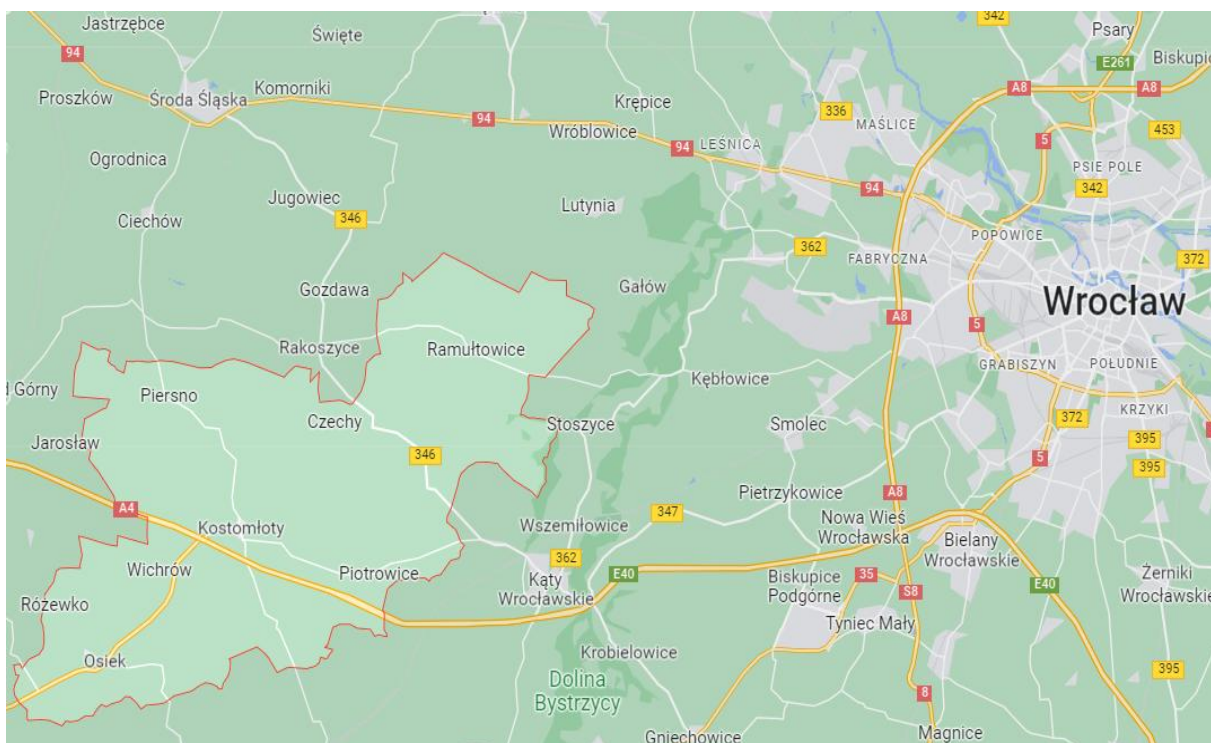 Jastrzębce
Święte
342
Psary
E261
Biskupic
94
Proszków
Środa Śląska
Komorniki
Krępice
A8
A8
94
Wróblowice
336
MAŚLICE
453
LEŚNICA
94
5
Ogrodnica
PSIE POLE
94
342
Jugowiec
Lutynia
Ciechów
346
362
POPOWICE
FABRYCZNA
372
Gozdawa
Gałów
Wrocław
A8
5
Rakoszyce
Ramułtowice
GRABISZYN
POŁUDNIE
d Górny
Piersno
Kębłowice
KRZYKI
Czechy
Stoszyce
Smolec
372
Jarosław
346
395
5
395
A4
Pietrzykowice
A8
Kostomłoty
Wszemiłowice
347
Nowa Wieś
Wrocławska
Bielany
Wrocławskie
Wichrów
Piotrowice
362
Kąty
Wrocławskie
E40
Biskupice
Podgórne
35
S8
E40
Żerniki
Wrocławskie
Różewko
Tyniec Mały
Osiek
Krobielowice
395
Dolina
Bystrzycy
8
Gniechowice
Magnice